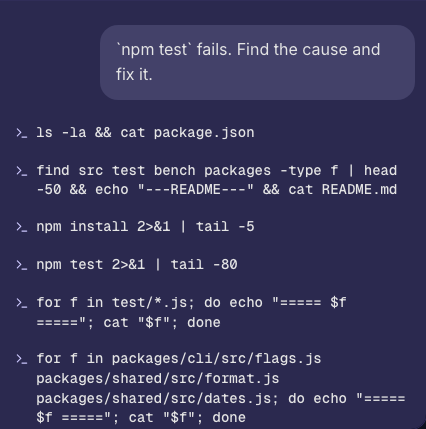 `npm test` fails. Find the cause and
fix it.
>_ ls -la && cat package.json
>_ find src test bench packages -type f | head
-50 && echo "---README---" && cat README.md
>_ npm install 2>&1 | tail -5
>_ npm test 2>&1 | tail -80
>_ for f in test/*.js; do echo "===== $f
====="; cat "$f"; done
>_ for f in packages/cli/src/flags.js
packages/shared/src/format.js
packages/shared/src/dates.js; do echo "=====
$f ====="; cat "$f"; done